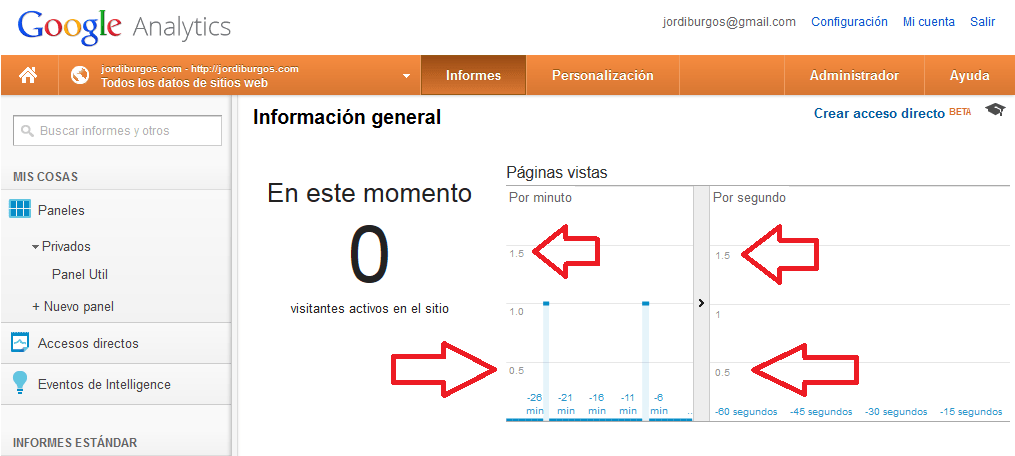 Google Analytics
jordiburgos@gmail.com Configuración Mi cuenta Salir
jordiburgos.com - http://jordiburgos.com
Todos los datos de sitios web
Informes Personalización Administrador Ayuda
Buscar informes y otros
MIS COSAS
Paneles
Privados
Panel Util
+ Nuevo panel
Accesos directos
Eventos de Intelligence
INFORMES ESTÁNDAR
Información general
Crear acceso directo BETA
En este momento
0
visitantes activos en el sitio
Páginas vistas
Por minuto
1.5
1.0
0.5
-26 min -21 min -16 min -11 min -6 min ..
Por segundo
1.5
1
0.5
-60 segundos -45 segundos -30 segundos -15 segundos